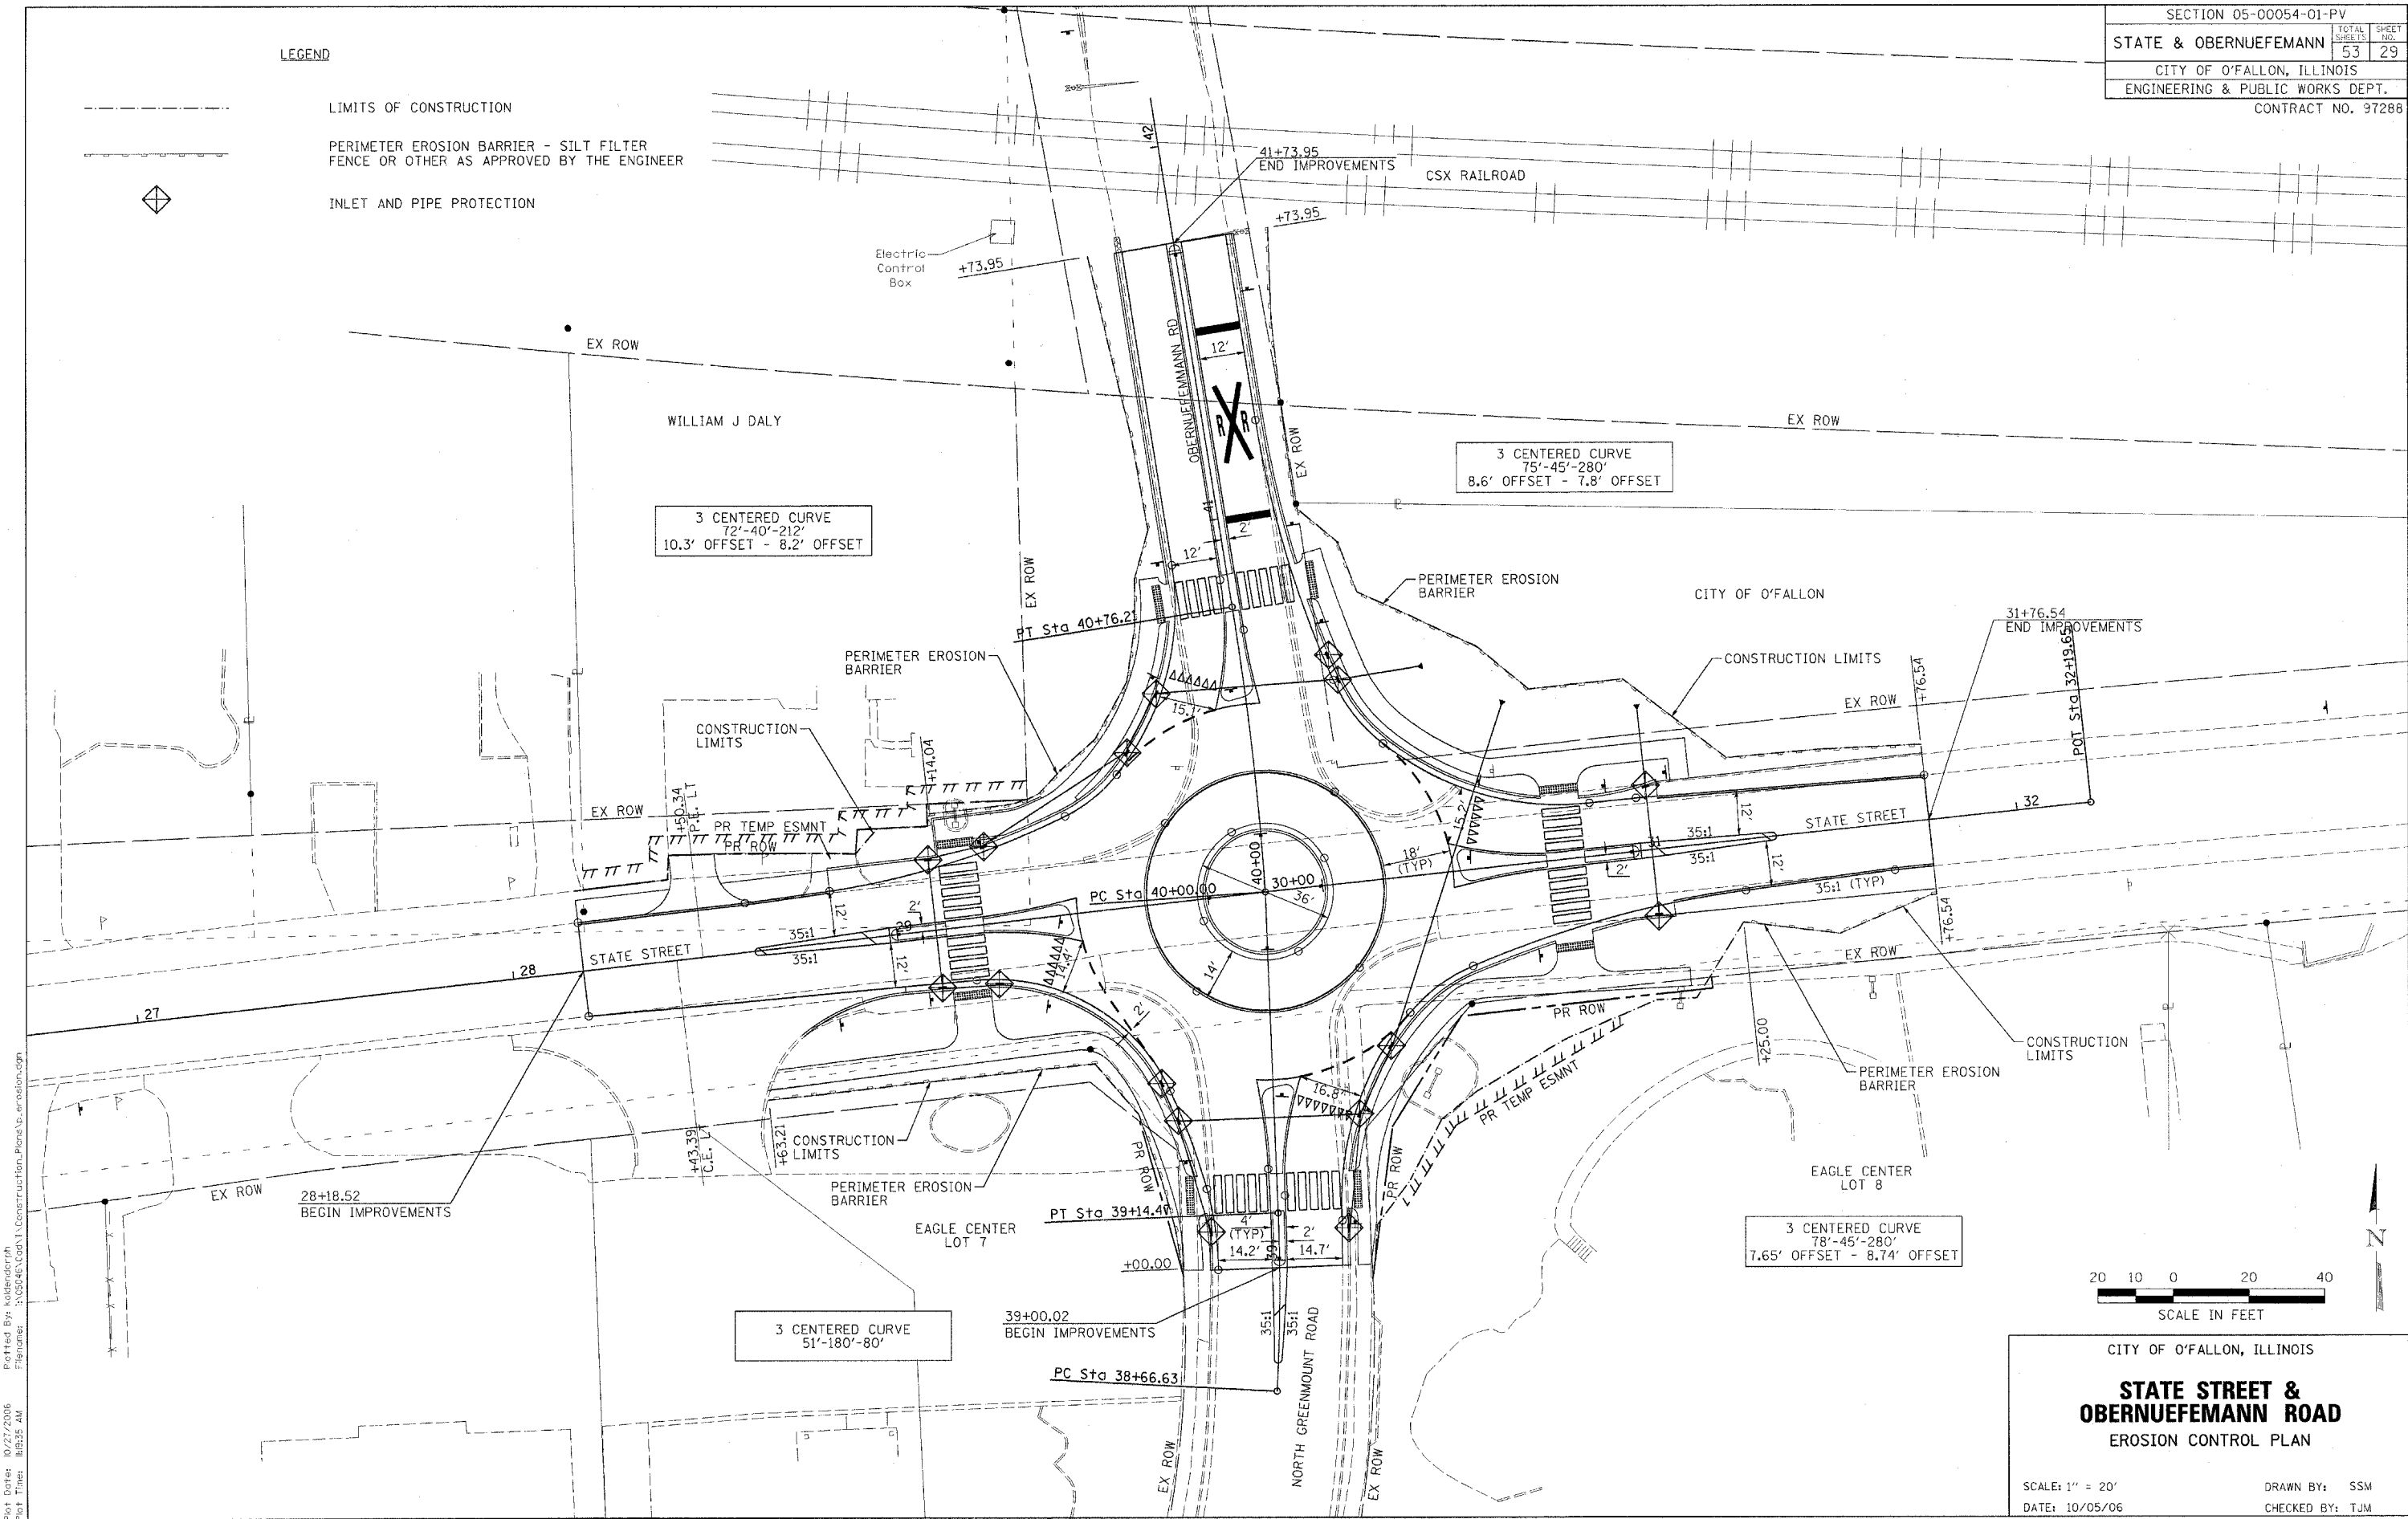 SECTION 05-00054-01-PV
STATE & OBERNUEFEMANN
TOTAL SHEETS
53
SHEET NO.
29
CITY OF O'FALLON, ILLINOIS
ENGINEERING & PUBLIC WORKS DEPT.
CONTRACT NO. 97288
LEGEND
LIMITS OF CONSTRUCTION
PERIMETER EROSION BARRIER - SILT FILTER
FENCE OR OTHER AS APPROVED BY THE ENGINEER
INLET AND PIPE PROTECTION
42
41+73.95
END IMPROVEMENTS
CSX RAILROAD
+73.95
Electric
Control
Box
+73.95
EX ROW
OBERNUEFEMMANN RD
12'
R R
EX ROW
EX ROW
WILLIAM J DALY
3 CENTERED CURVE
75'-45'-280'
8.6' OFFSET - 7.8' OFFSET
3 CENTERED CURVE
72'-40'-212'
10.3' OFFSET - 8.2' OFFSET
41
2'
12'
EX ROW
PERIMETER EROSION
BARRIER
CITY OF O'FALLON
31+76.54
END IMPROVEMENTS
PT Sta 40+76.21
POT Sta 32+19.65
PERIMETER EROSION
BARRIER
CONSTRUCTION LIMITS
+76.54
EX ROW
15.1'
CONSTRUCTION
LIMITS
+14.04
EX ROW
+50.34
P.E. LT
PR TEMP ESMNT
PR ROW
15.2'
12'
32
STATE STREET
35:1
31
35:1
12'
2'
18'
(TYP)
35:1 (TYP)
40+00
30+00
36'
PC Sta 40+00.00
14'
12'
2'
29
35:1
35:1
12'
STATE STREET
14.4'
28
27
2'
+76.54
EX ROW
PR ROW
+25.00
CONSTRUCTION
LIMITS
PERIMETER EROSION
BARRIER
PR TEMP ESMNT
16.8'
+43.39
C.E. LT
+63.21
CONSTRUCTION
LIMITS
PR ROW
PR ROW
EX ROW
28+18.52
BEGIN IMPROVEMENTS
PERIMETER EROSION
BARRIER
EAGLE CENTER
LOT 7
EAGLE CENTER
LOT 8
PT Sta 39+14.47
4'
(TYP)
2'
14.2'
39
14.7'
+00.00
3 CENTERED CURVE
78'-45'-280'
7.65' OFFSET - 8.74' OFFSET
N
20 10 0 20 40
SCALE IN FEET
3 CENTERED CURVE
51'-180'-80'
39+00.02
BEGIN IMPROVEMENTS
35:1
35:1
PC Sta 38+66.63
NORTH GREENMOUNT ROAD
EX ROW
EX ROW
CITY OF O'FALLON, ILLINOIS
STATE STREET &
OBERNUEFEMANN ROAD
EROSION CONTROL PLAN
SCALE: 1" = 20'
DRAWN BY: SSM
DATE: 10/05/06
CHECKED BY: TJM
Plot Date: 10/27/2006